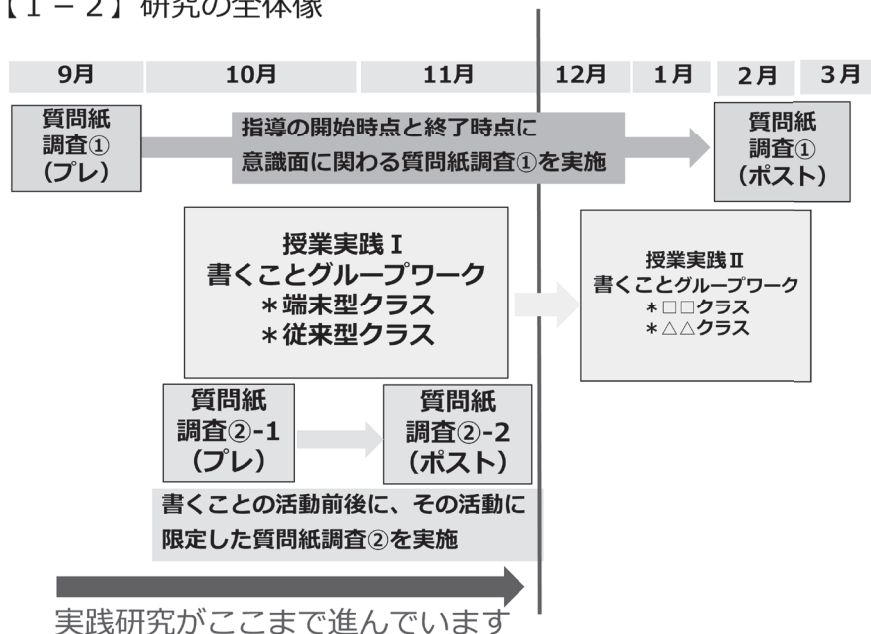 【１－２】研究の全体像
9月 10月 11月 12月 １月 ２月 ３月
質問紙
調査①
（プレ）
指導の開始時点と終了時点に
意識面に関わる質問紙調査①を実施
質問紙
調査①
（ポスト）
授業実践Ⅰ
書くことグループワーク
＊端末型クラス
＊従来型クラス
授業実践Ⅱ
書くことグループワーク
＊□□クラス
＊△△クラス
質問紙
調査②-1
（プレ）
質問紙
調査②-2
（ポスト）
書くことの活動前後に、その活動に
限定した質問紙調査②を実施
実践研究がここまで進んでいます